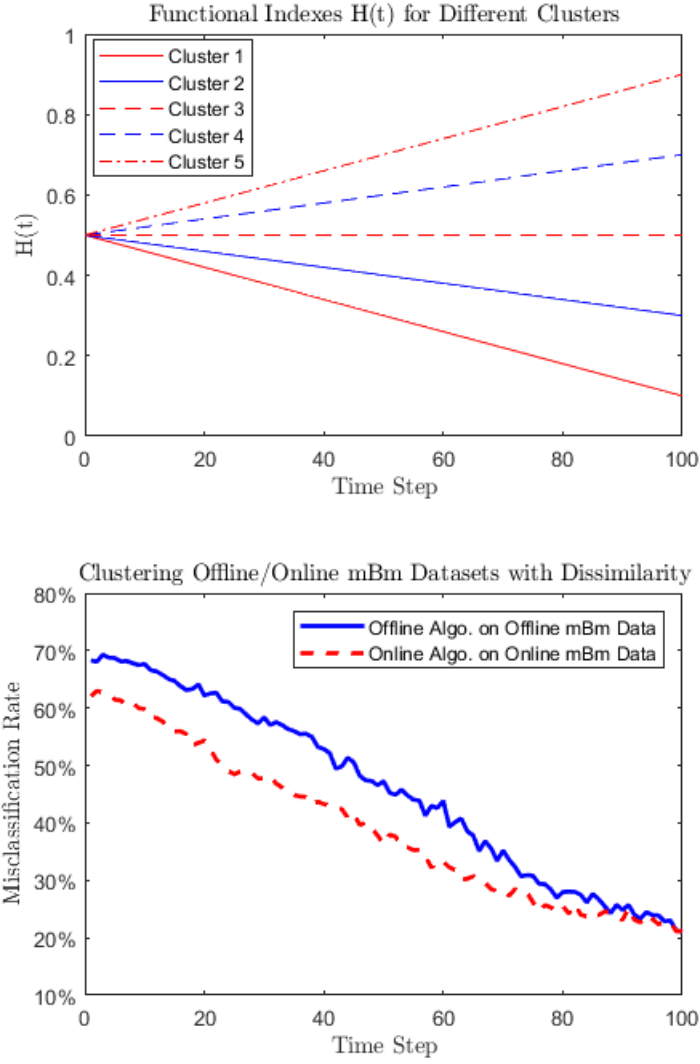 Functional Indexes H(t) for Different Clusters
1
Cluster 1
Cluster 2
0.8
Cluster 3
Cluster 4
Cluster 5
0.6
H(t)
0.4
0.2
0
0 20 40 60 80 100
Time Step
Clustering Offline/Online mBm Datasets with Dissimilarity
80%
Offline Algo. on Offline mBm Data
70%
Online Algo. on Online mBm Data
60%
50%
Misclassification Rate
40%
30%
20%
10%
0 20 40 60 80 100
Time Step